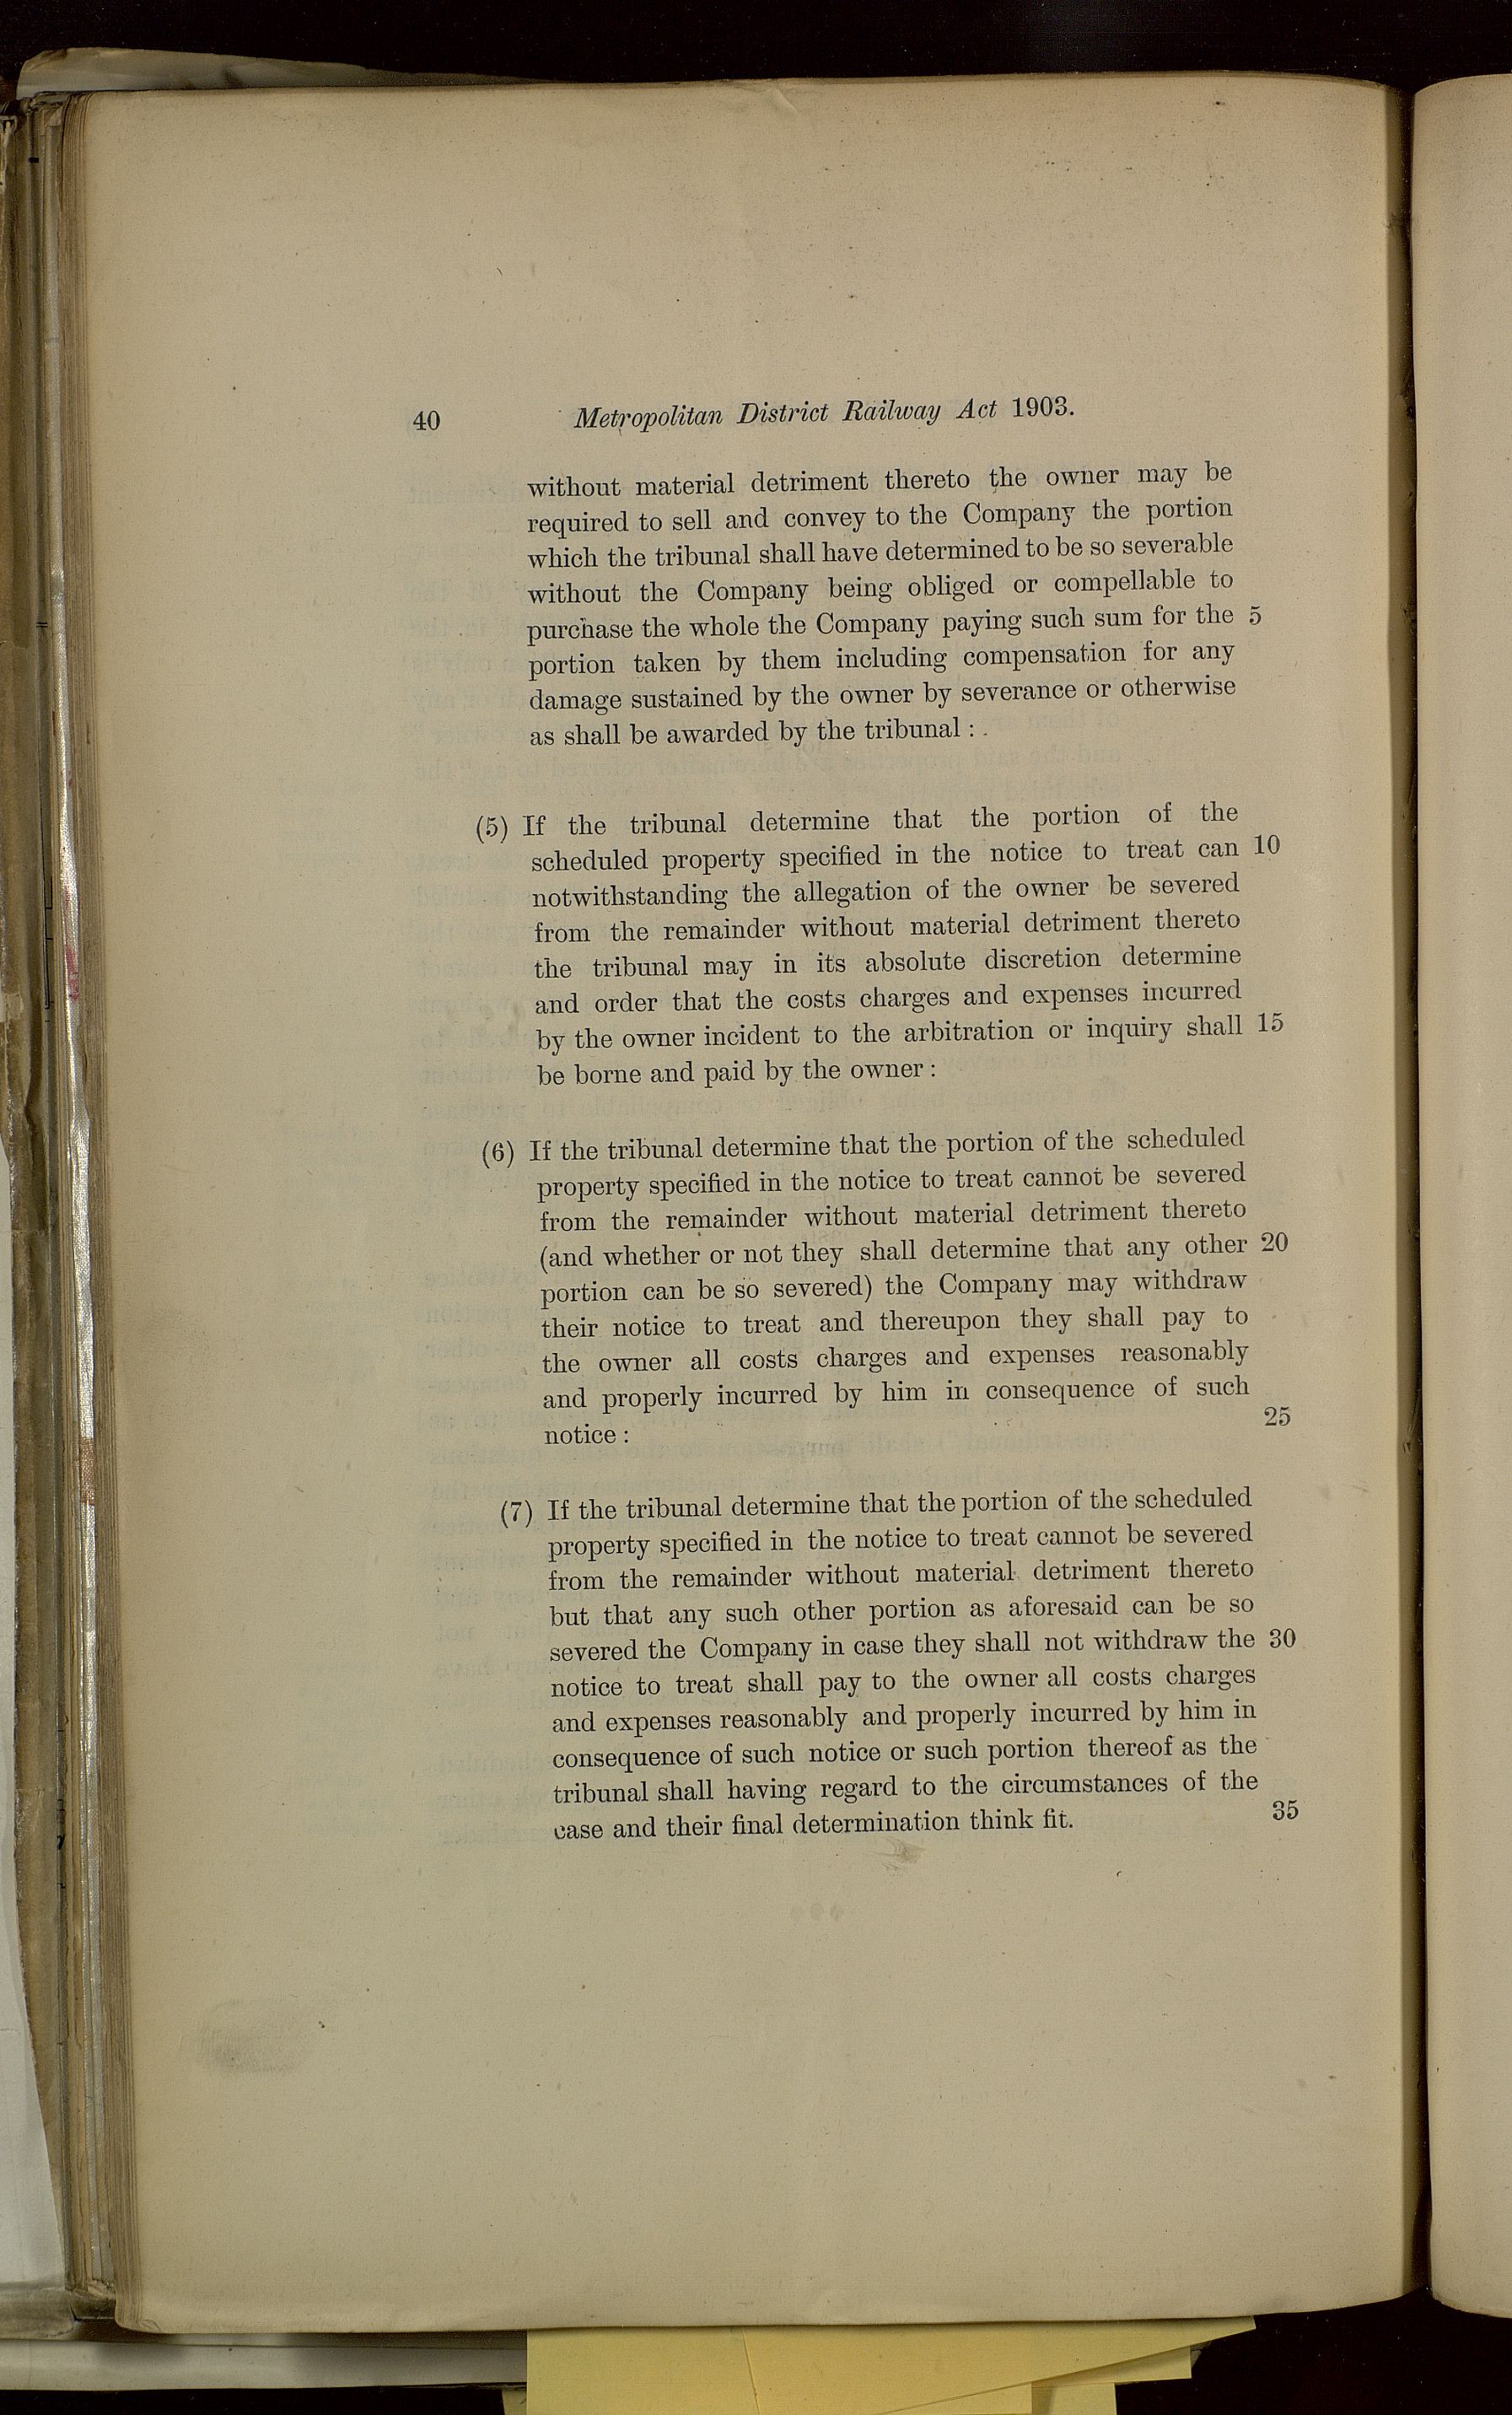 40 Metropolitan District Railway Act 1903.
without material detriment thereto the owner may be
required to sell and convey to the Company the portion
which the tribunal shall have determined to be so severable
without the Company being obliged or compellable to
purchase the whole the Company paying such sum for the 5
portion taken by them including compensation for any
damage sustained by the owner by severance or otherwise
as shall be awarded by the tribunal :
(5) If the tribunal determine that the portion of the
scheduled property specified in the notice to treat can 10
notwithstanding the allegation of the owner be severed
from the remainder without material detriment thereto
the tribunal may in its absolute discretion determine
and order that the costs charges and expenses incurred
by the owner incident to the arbitration or inquiry shall 15
be borne and paid by the owner :
(6) If the tribunal determine that the portion of the scheduled
property specified in the notice to treat cannot be severed
from the remainder without material detriment thereto
(and whether or not they shall determine that any other 20
portion can be so severed) the Company may withdraw
their notice to treat and thereupon they shall pay to
the owner all costs charges and expenses reasonably
and properly incurred by him in consequence of such
notice : 25
(7) If the tribunal determine that the portion of the scheduled
property specified in the notice to treat cannot be severed
from the remainder without material detriment thereto
but that any such other portion as aforesaid can be so
severed the Company in case they shall not withdraw the 30
notice to treat shall pay to the owner all costs charges
and expenses reasonably and properly incurred by him in
consequence of such notice or such portion thereof as the
tribunal shall having regard to the circumstances of the
case and their final determination think fit. 35